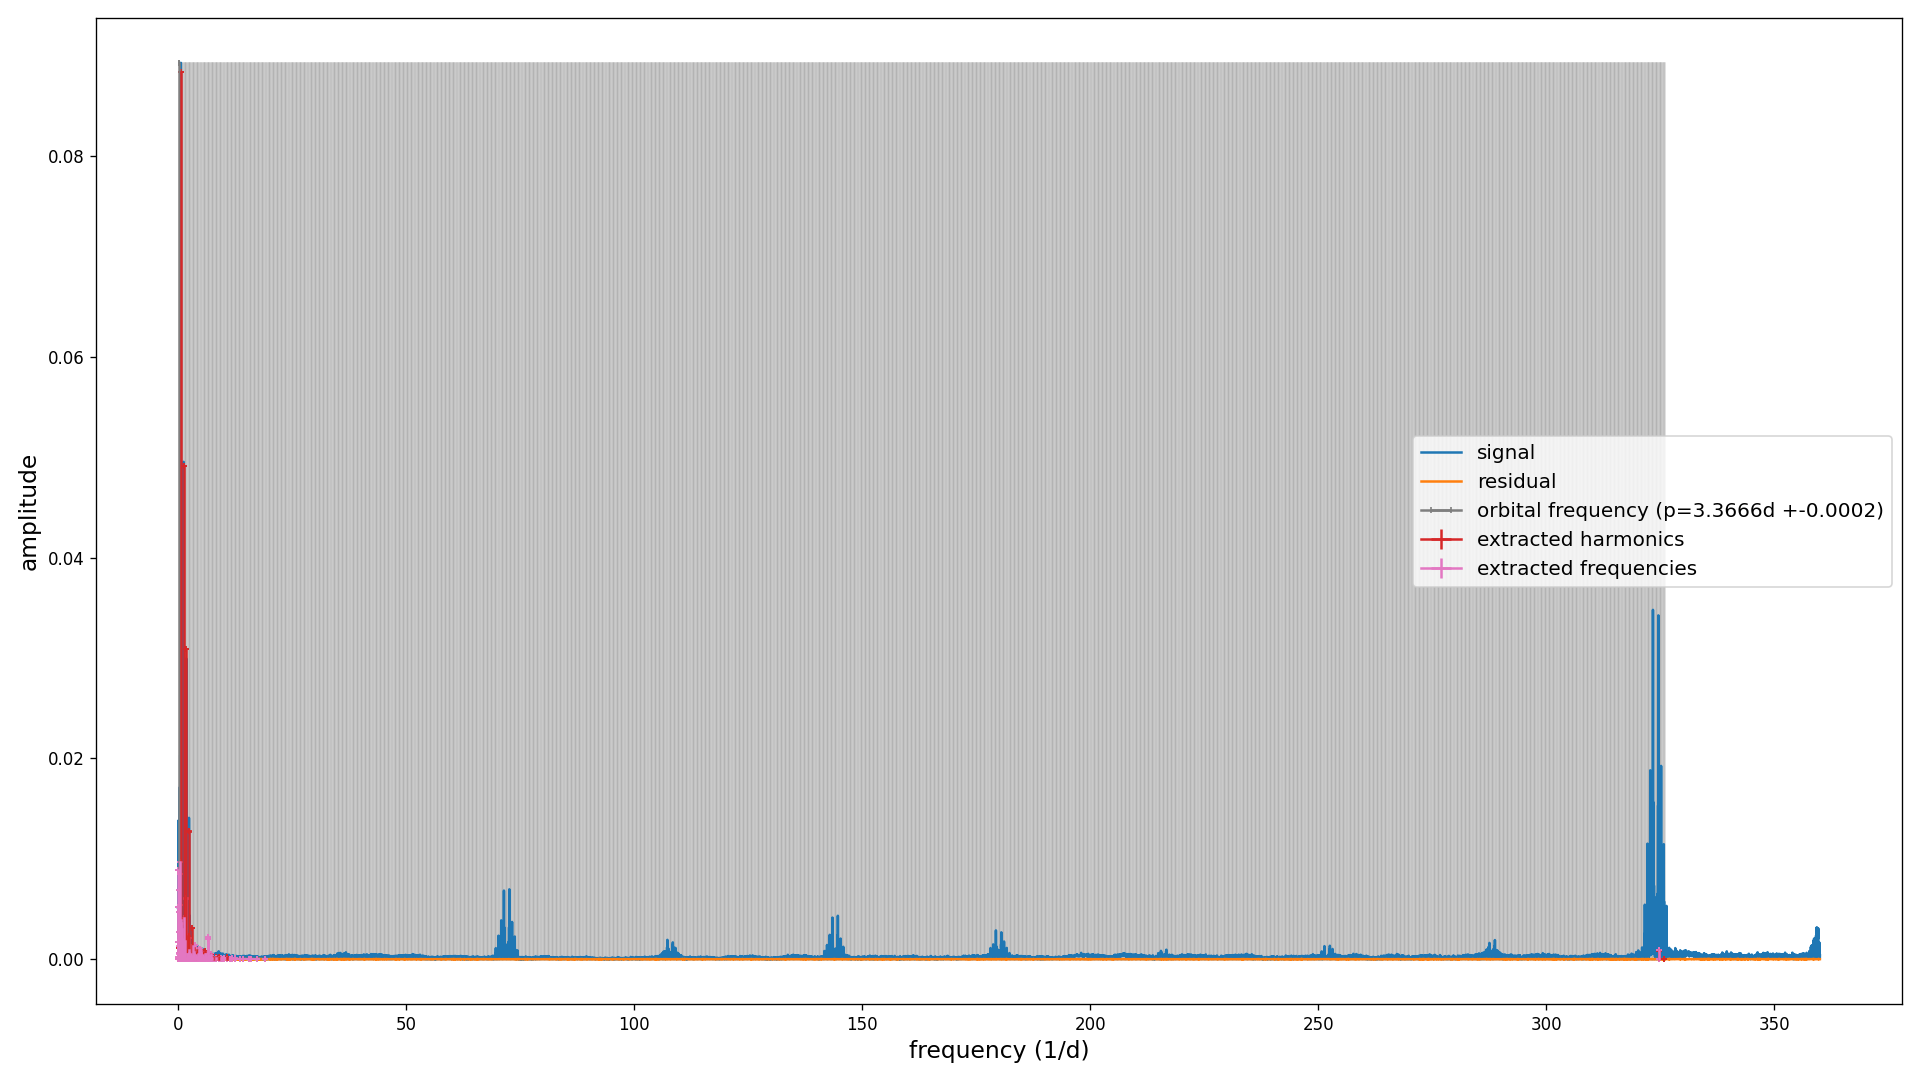 0.08
0.06
0.04
0.02
0.00
amplitude
signal
residual
orbital frequency (p=3.3666d +-0.0002)
extracted harmonics
extracted frequencies
0 50 100 150 200 250 300 350
frequency (1/d)